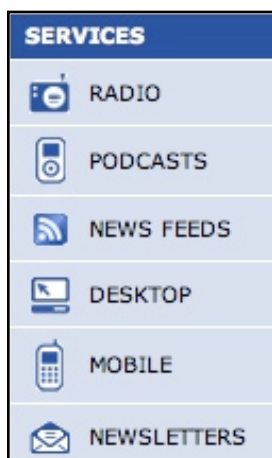 SERVICES
RADIO
PODCASTS
NEWS FEEDS
DESKTOP
MOBILE
NEWSLETTERS